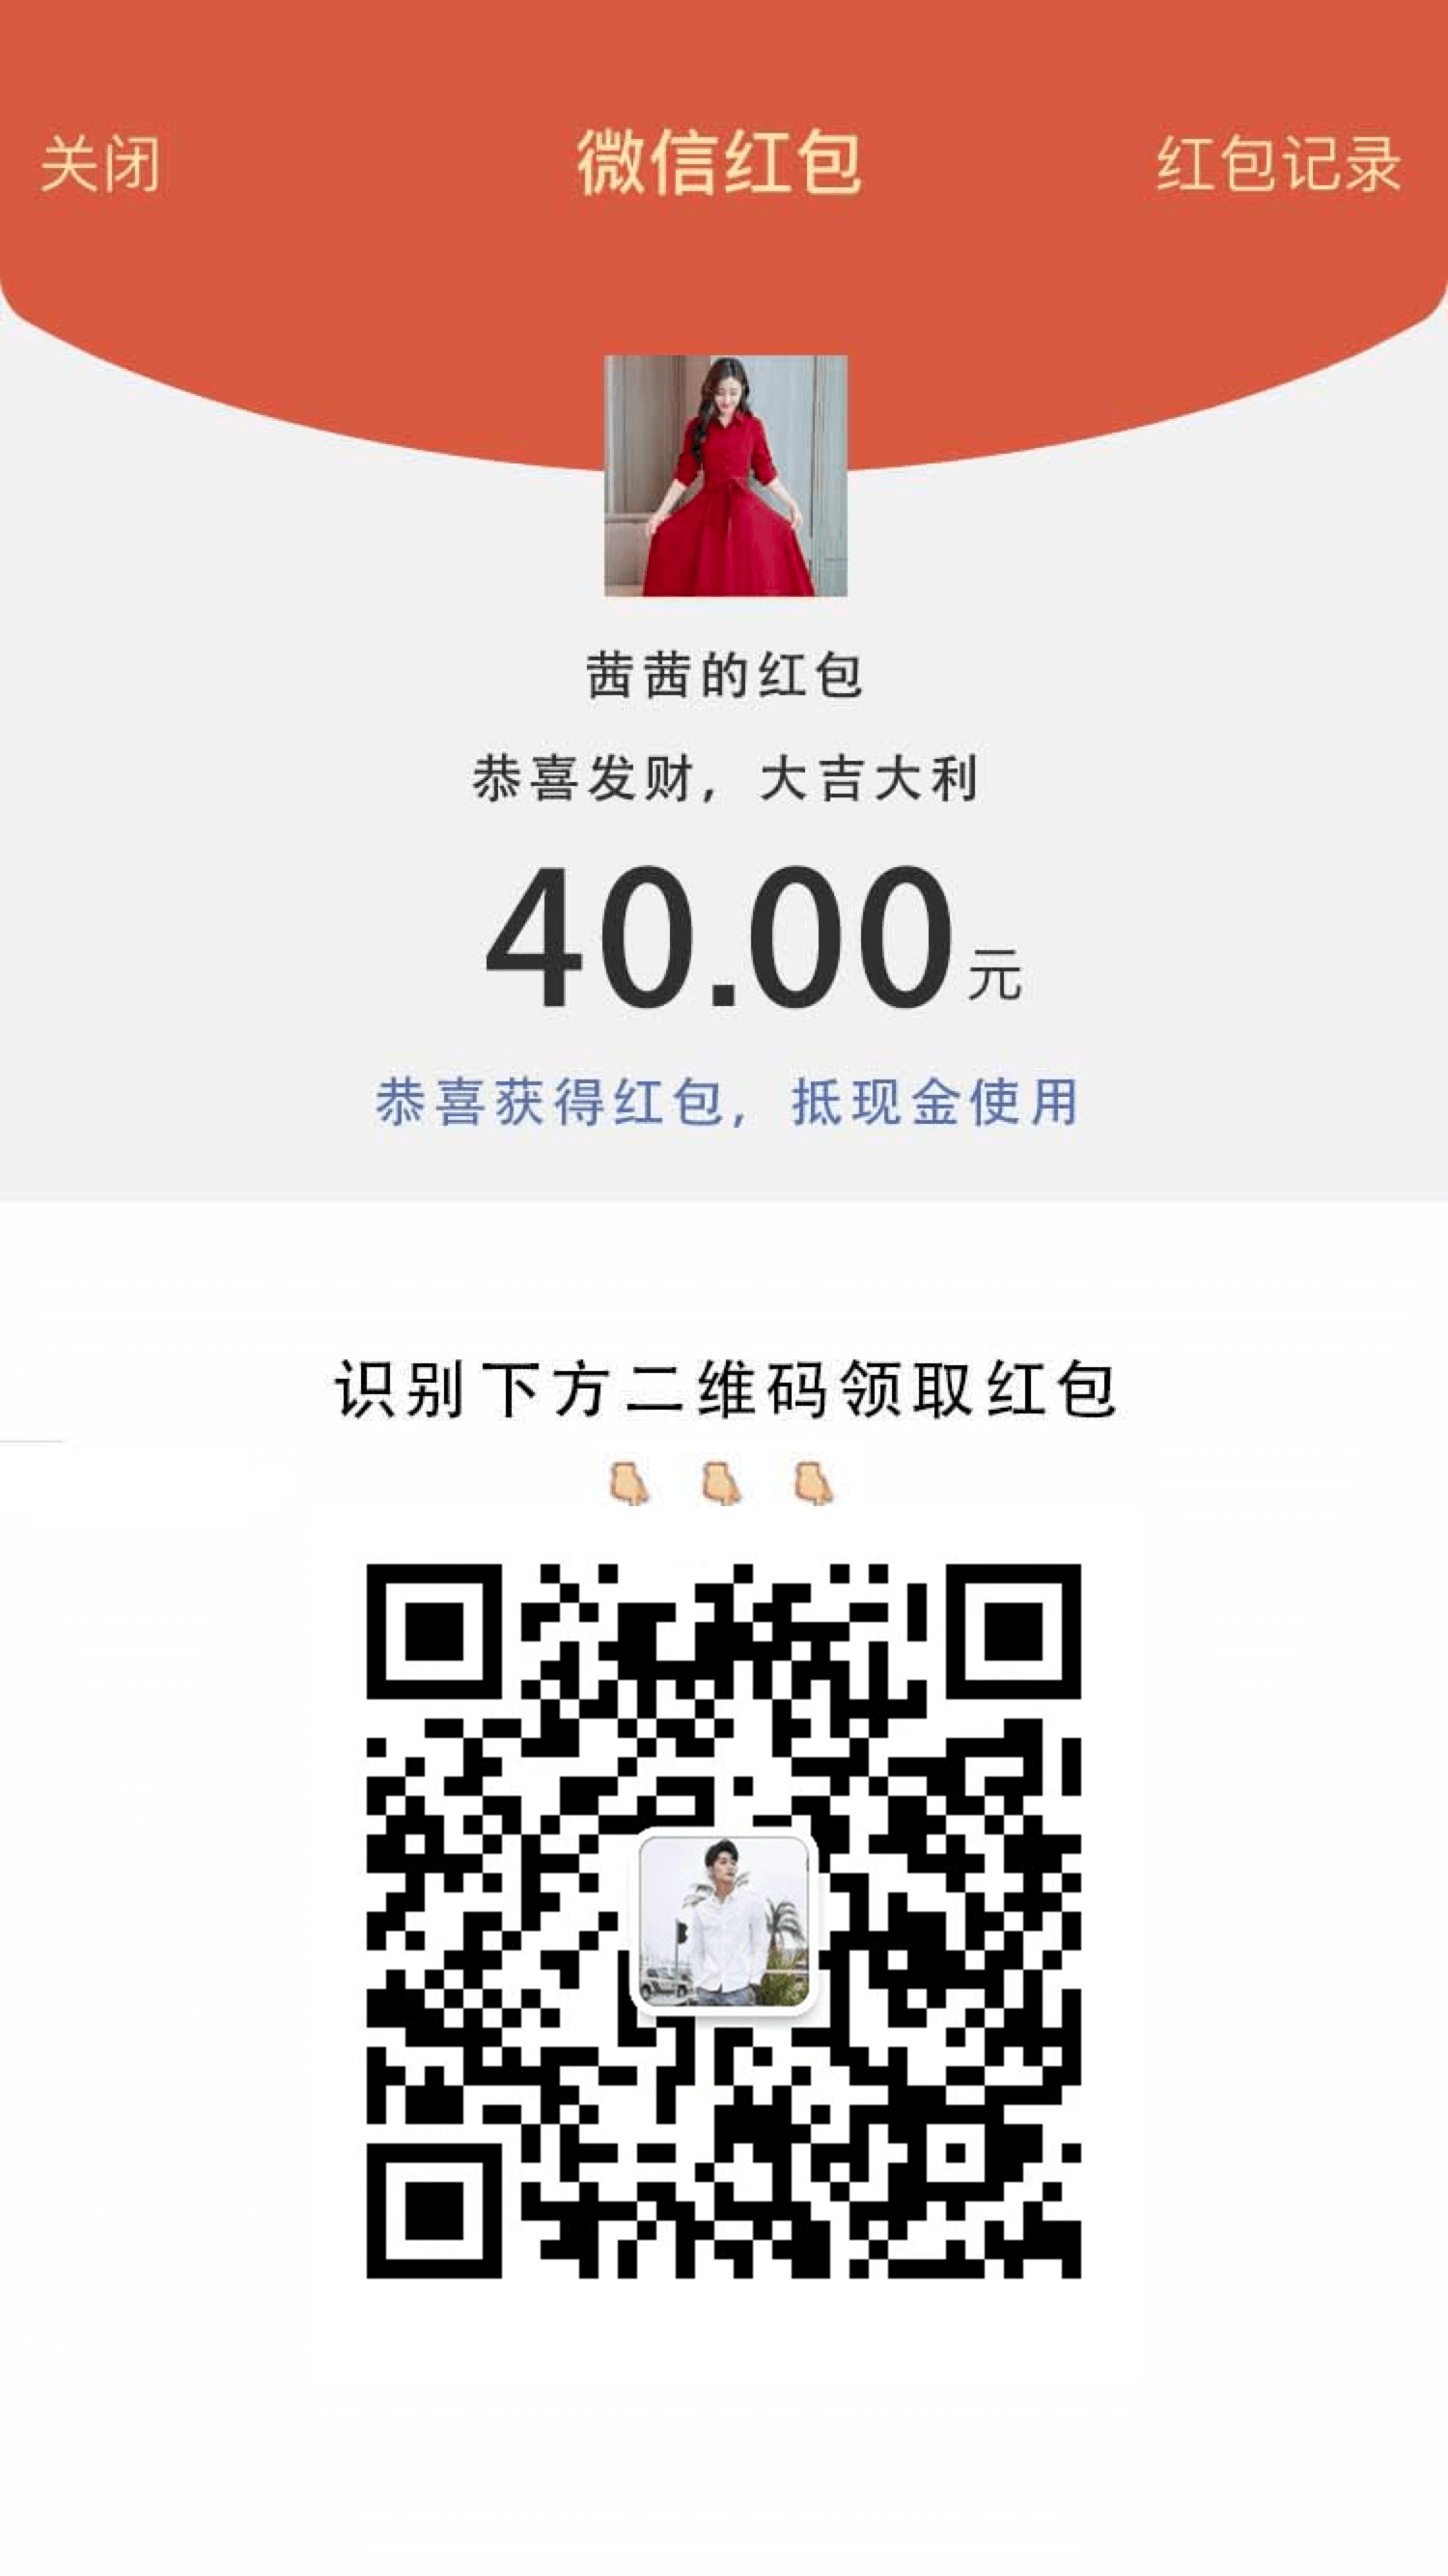 关闭
微信红包
红包记录
茜茜的红包
恭喜发财，大吉大利
40.00元
恭喜获得红包，抵现金使用
识别下方二维码领取红包